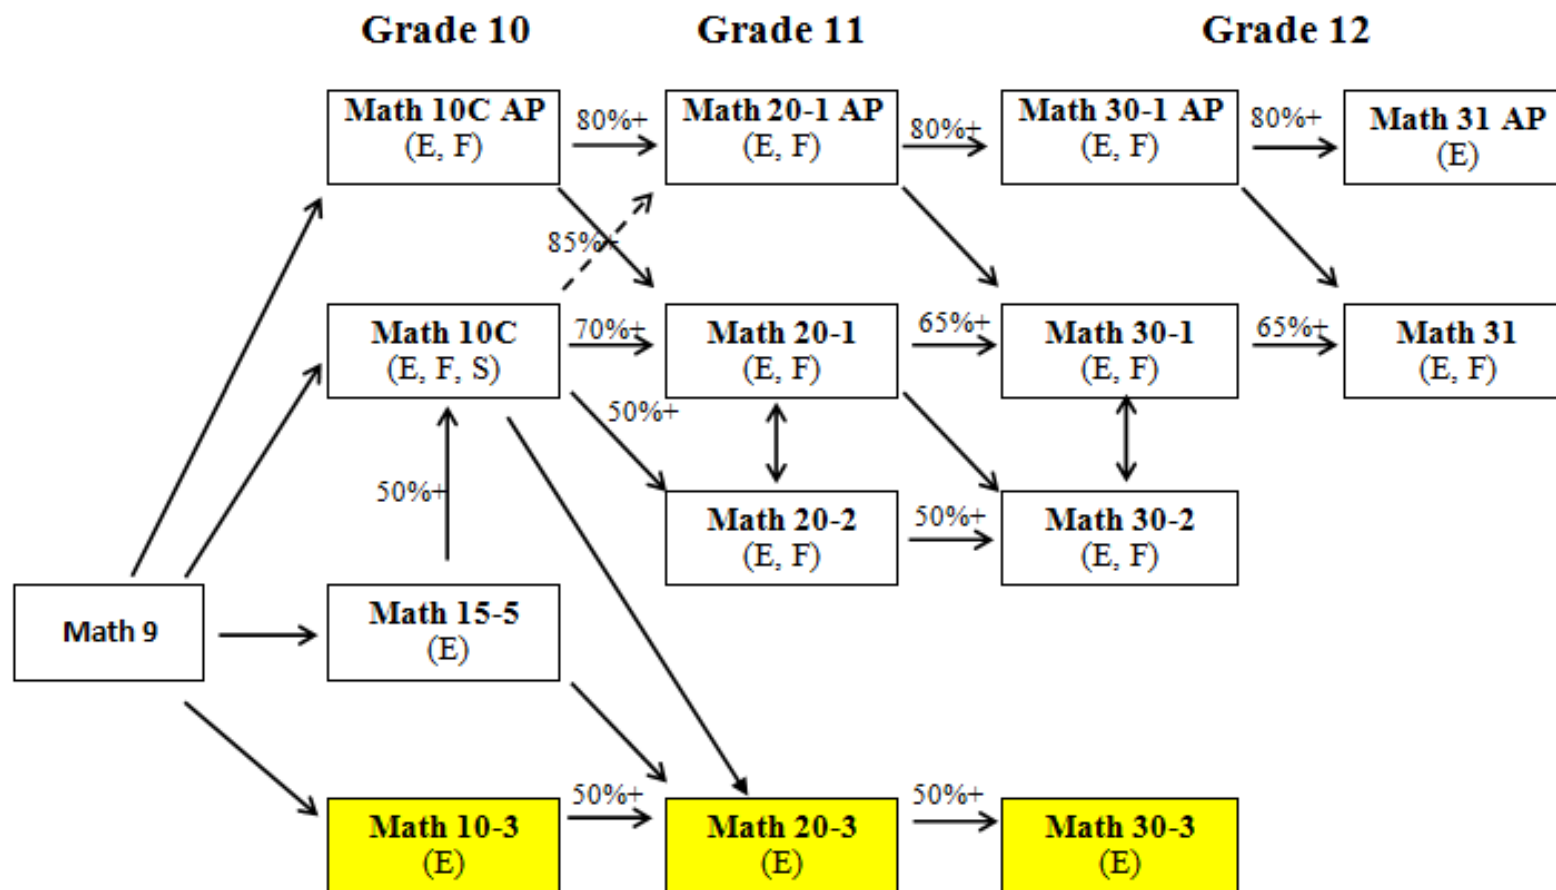 Grade 10
Grade 11
Grade 12
Math 10C AP
(E, F)
80%+
Math 20-1 AP
(E, F)
80%+
Math 30-1 AP
(E, F)
80%+
Math 31 AP
(E)
85%+
Math 10C
(E, F, S)
70%+
Math 20-1
(E, F)
65%+
Math 30-1
(E, F)
65%+
Math 31
(E, F)
50%+
50%+
Math 20-2
(E, F)
50%+
Math 30-2
(E, F)
Math 9
Math 15-5
(E)
Math 10-3
(E)
50%+
Math 20-3
(E)
50%+
Math 30-3
(E)